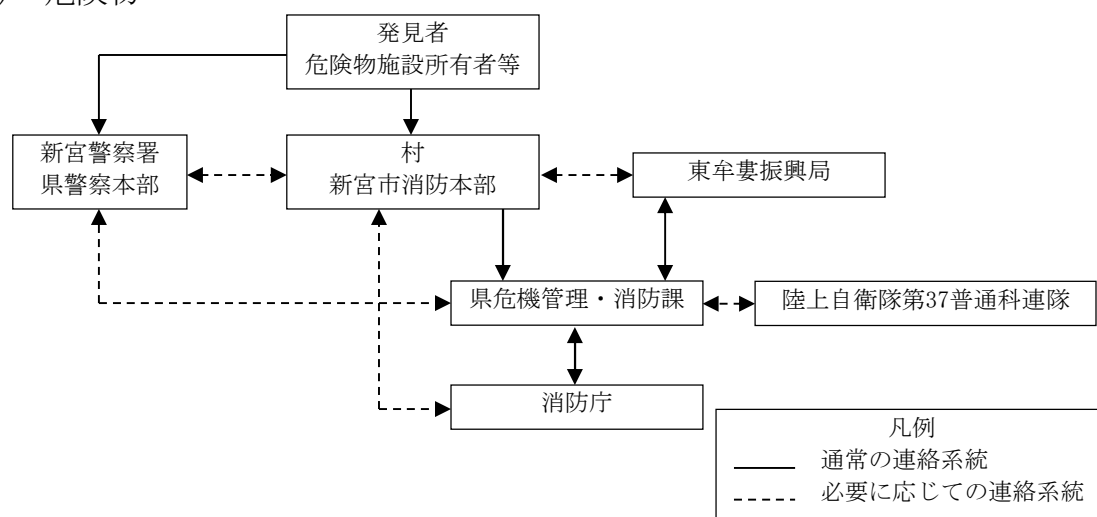 危険物
発見者
危険物施設所有者等
新宮警察署
県警察本部
村
新宮市消防本部
東牟婁振興局
県危機管理・消防課
陸上自衛隊第37普通科連隊
消防庁
凡例
通常の連絡系統
必要に応じての連絡系統